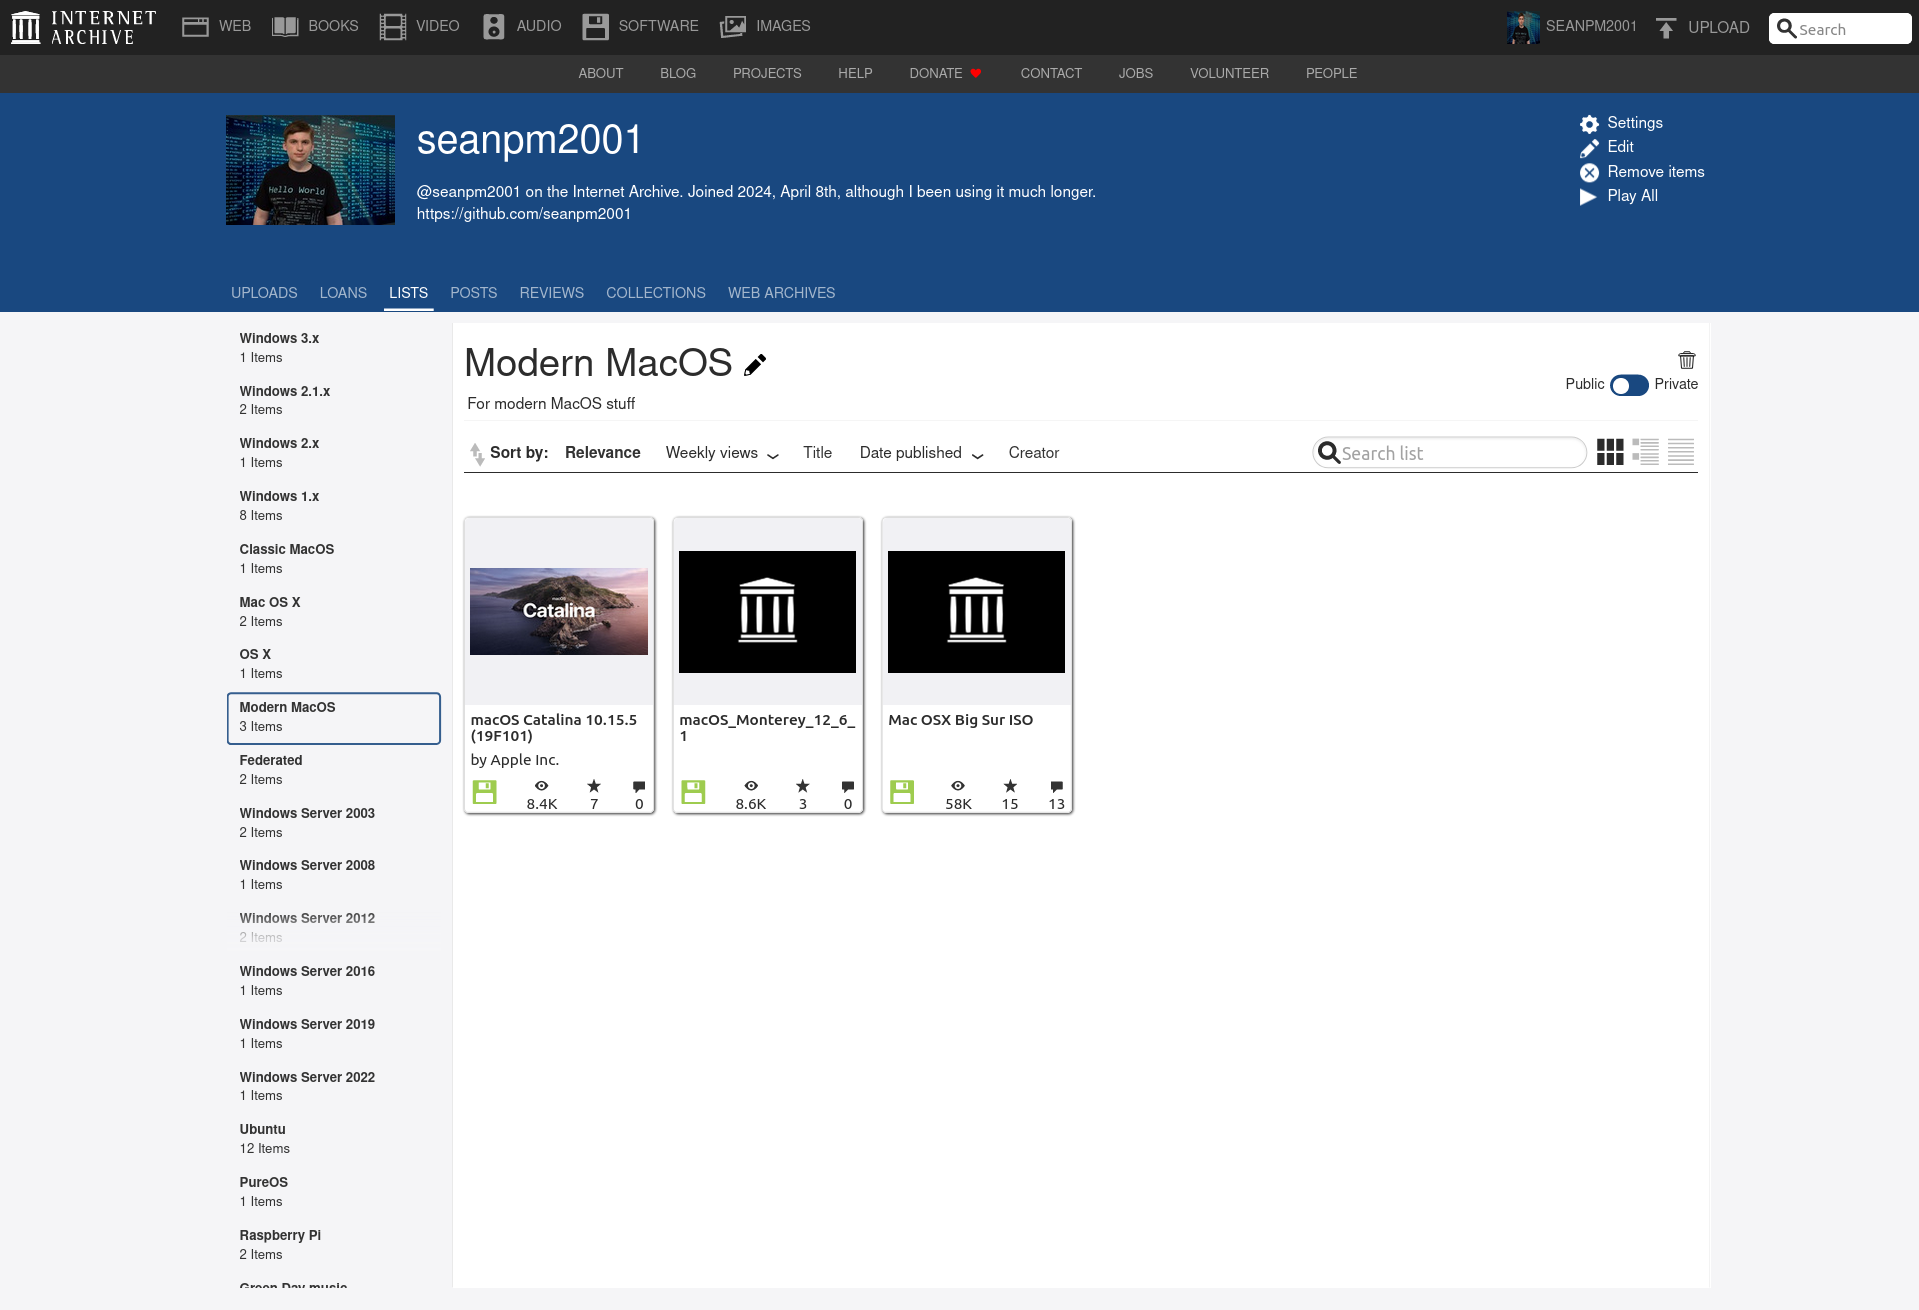 INTERNET ARCHIVE
WEB
BOOKS
VIDEO
AUDIO
SOFTWARE
IMAGES
SEANPM2001
UPLOAD
Search
ABOUT
BLOG
PROJECTS
HELP
DONATE
CONTACT
JOBS
VOLUNTEER
PEOPLE
Hello World
seanpm2001
@seanpm2001 on the Internet Archive. Joined 2024, April 8th, although I been using it much longer.
https://github.com/seanpm2001
Settings
Edit
Remove items
Play All
UPLOADS
LOANS
LISTS
POSTS
REVIEWS
COLLECTIONS
WEB ARCHIVES
Windows 3.x
1 Items
Windows 2.1.x
2 Items
Windows 2.x
1 Items
Windows 1.x
8 Items
Classic MacOS
1 Items
Mac OS X
2 Items
OS X
1 Items
Modern MacOS
3 Items
Federated
2 Items
Windows Server 2003
2 Items
Windows Server 2008
1 Items
Windows Server 2012
2 Items
Windows Server 2016
1 Items
Windows Server 2019
1 Items
Windows Server 2022
1 Items
Ubuntu
12 Items
PureOS
1 Items
Raspberry Pi
2 Items
Green Day music
Modern MacOS
For modern MacOS stuff
Public
Private
Sort by:
Relevance
Weekly views
Title
Date published
Creator
Search list
macOS
Catalina
macOS Catalina 10.15.5
(19F101)
by Apple Inc.
8.4K
7
0
macOS_Monterey_12_6_
1
8.6K
3
0
Mac OSX Big Sur ISO
58K
15
13